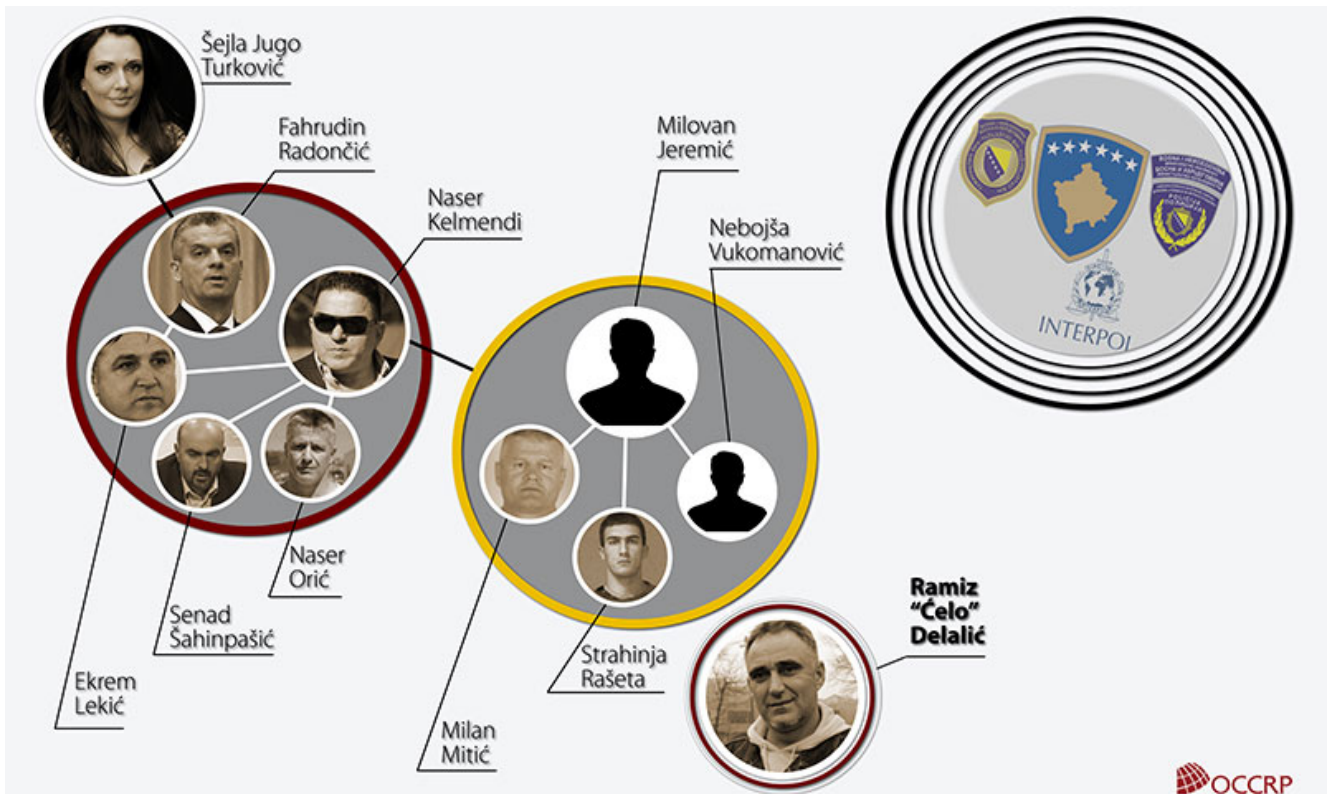 Šejla Jugo
Turković
Fahrudin
Radončić
Naser
Kelmendi
Milovan
Jeremić
Nebojša
Vukomanović
INTERPOL
Naser
Orić
Senad
Šahinpašić
Ekrem
Lekić
Strahinja
Rašeta
Milan
Mitić
Ramiz
“Ćelo”
Delalić
OCCRP